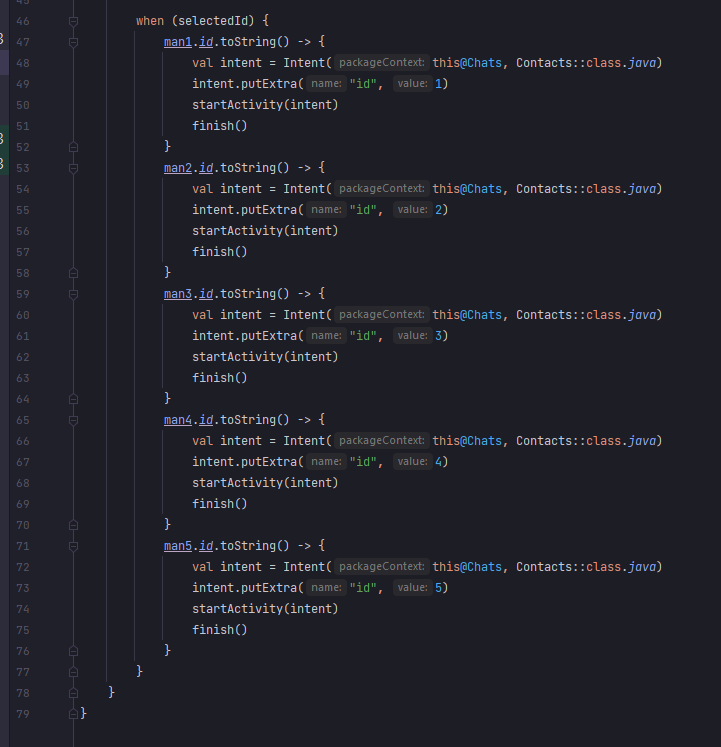 45
46 when (selectedId) {
47 man1.id.toString() -> {
48 val intent = Intent( packageContext: this@Chats, Contacts::class.java)
49 intent.putExtra( name: "id", value: 1)
50 startActivity(intent)
51 finish()
52 }
53 man2.id.toString() -> {
54 val intent = Intent( packageContext: this@Chats, Contacts::class.java)
55 intent.putExtra( name: "id", value: 2)
56 startActivity(intent)
57 finish()
58 }
59 man3.id.toString() -> {
60 val intent = Intent( packageContext: this@Chats, Contacts::class.java)
61 intent.putExtra( name: "id", value: 3)
62 startActivity(intent)
63 finish()
64 }
65 man4.id.toString() -> {
66 val intent = Intent( packageContext: this@Chats, Contacts::class.java)
67 intent.putExtra( name: "id", value: 4)
68 startActivity(intent)
69 finish()
70 }
71 man5.id.toString() -> {
72 val intent = Intent( packageContext: this@Chats, Contacts::class.java)
73 intent.putExtra( name: "id", value: 5)
74 startActivity(intent)
75 finish()
76 }
77 }
78 }
79 }